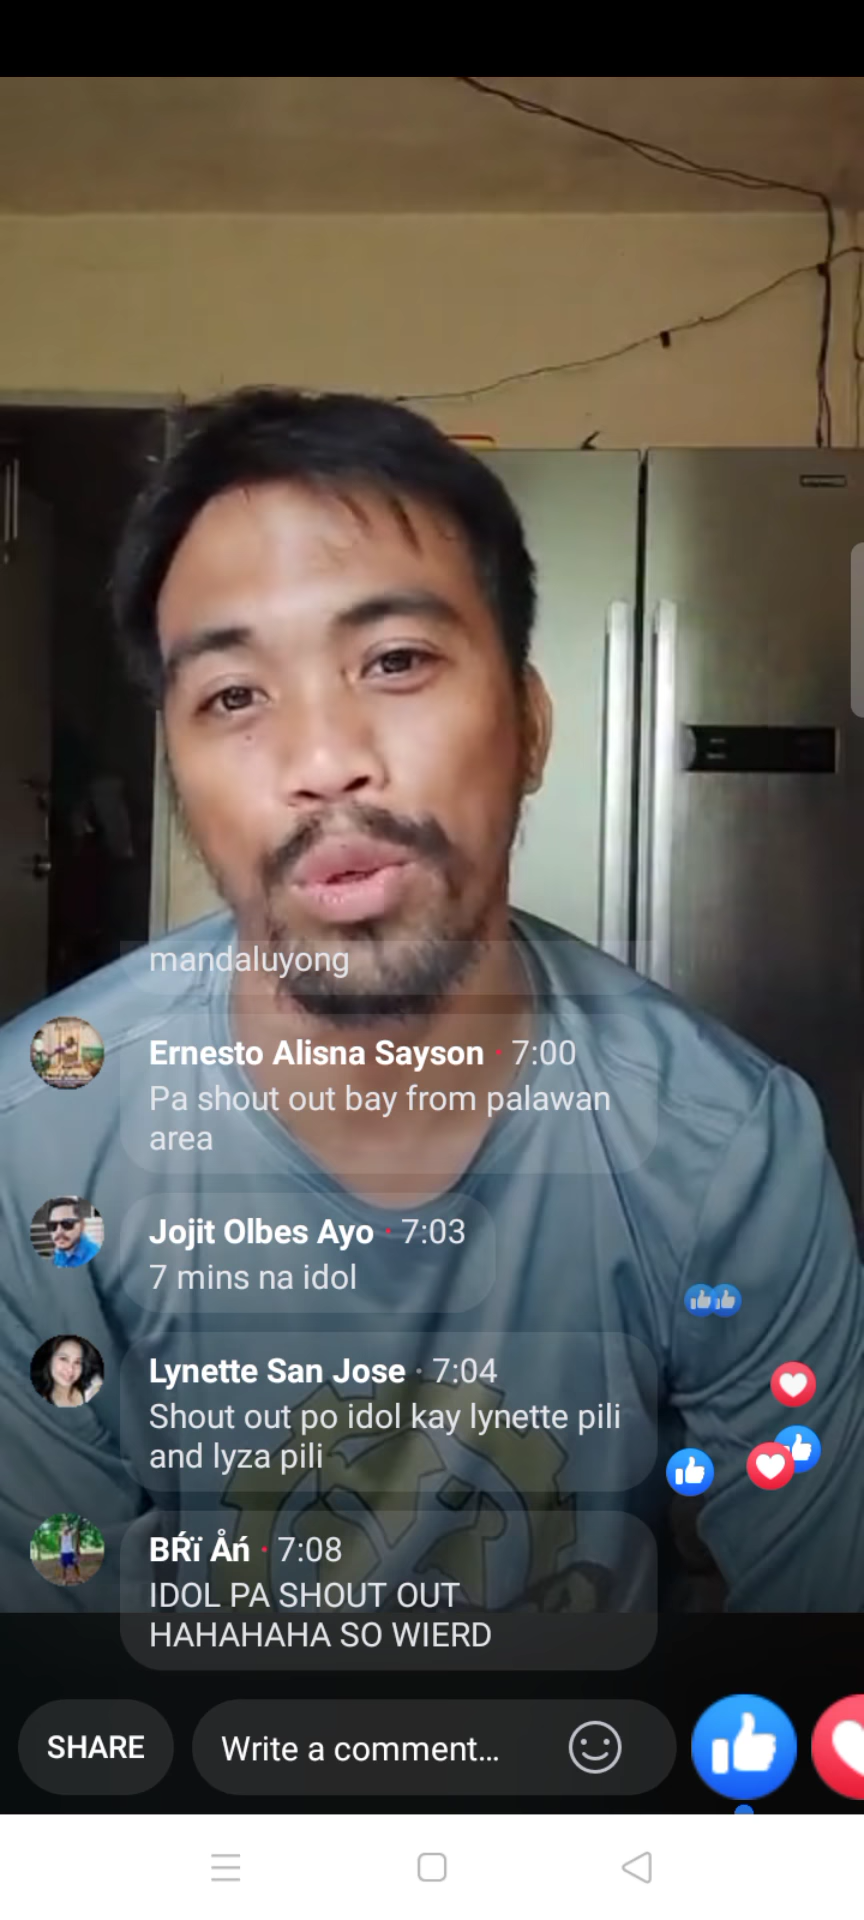 mandaluyong
Ernesto Alisna Sayson · 7:00
Pa shout out bay from palawan
area
Jojit Olbes Ayo · 7:03
7 mins na idol
Lynette San Jose · 7:04
Shout out po idol kay lynette pili
and lyza pili
BŔï Åń · 7:08
IDOL PA SHOUT OUT
HAHAHAHA SO WIERD
SHARE
Write a comment...